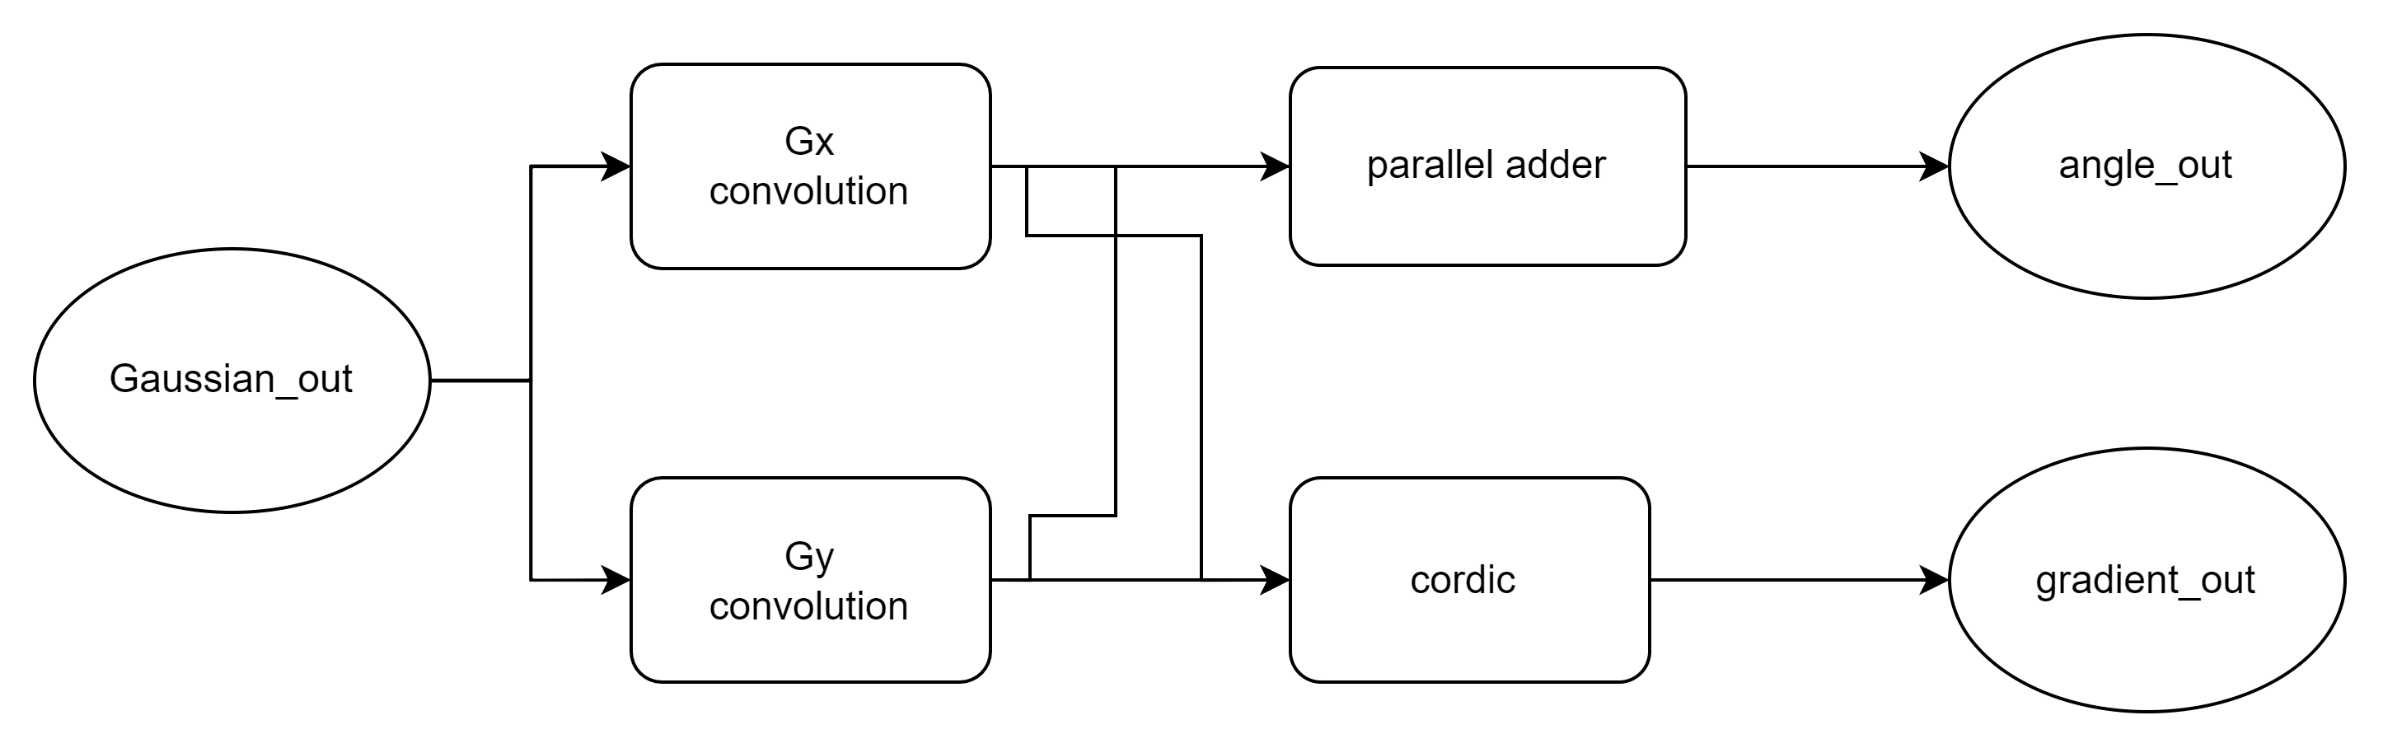 Gx
convolution
parallel adder
angle_out
Gaussian_out
Gy
convolution
cordic
gradient_out